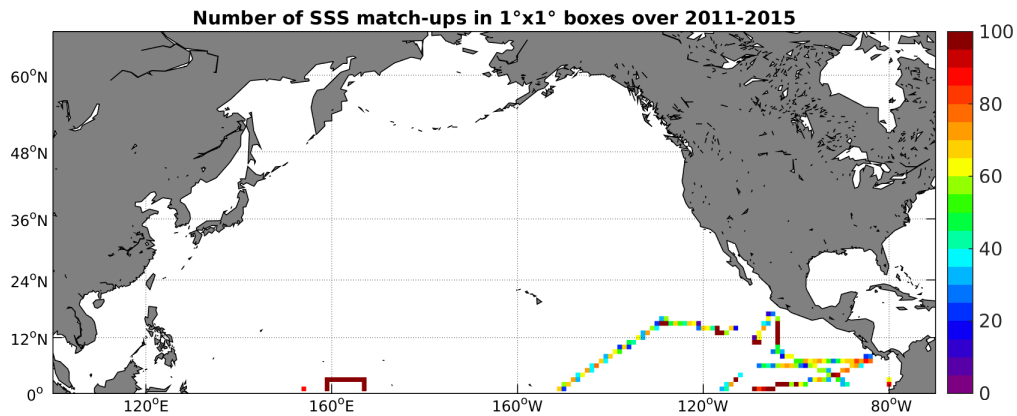 Number of SSS match-ups in 1°x1° boxes over 2011-2015
60°N
48°N
36°N
24°N
12°N
0°
120°E
160°E
160°W
120°W
80°W
100
80
60
40
20
0